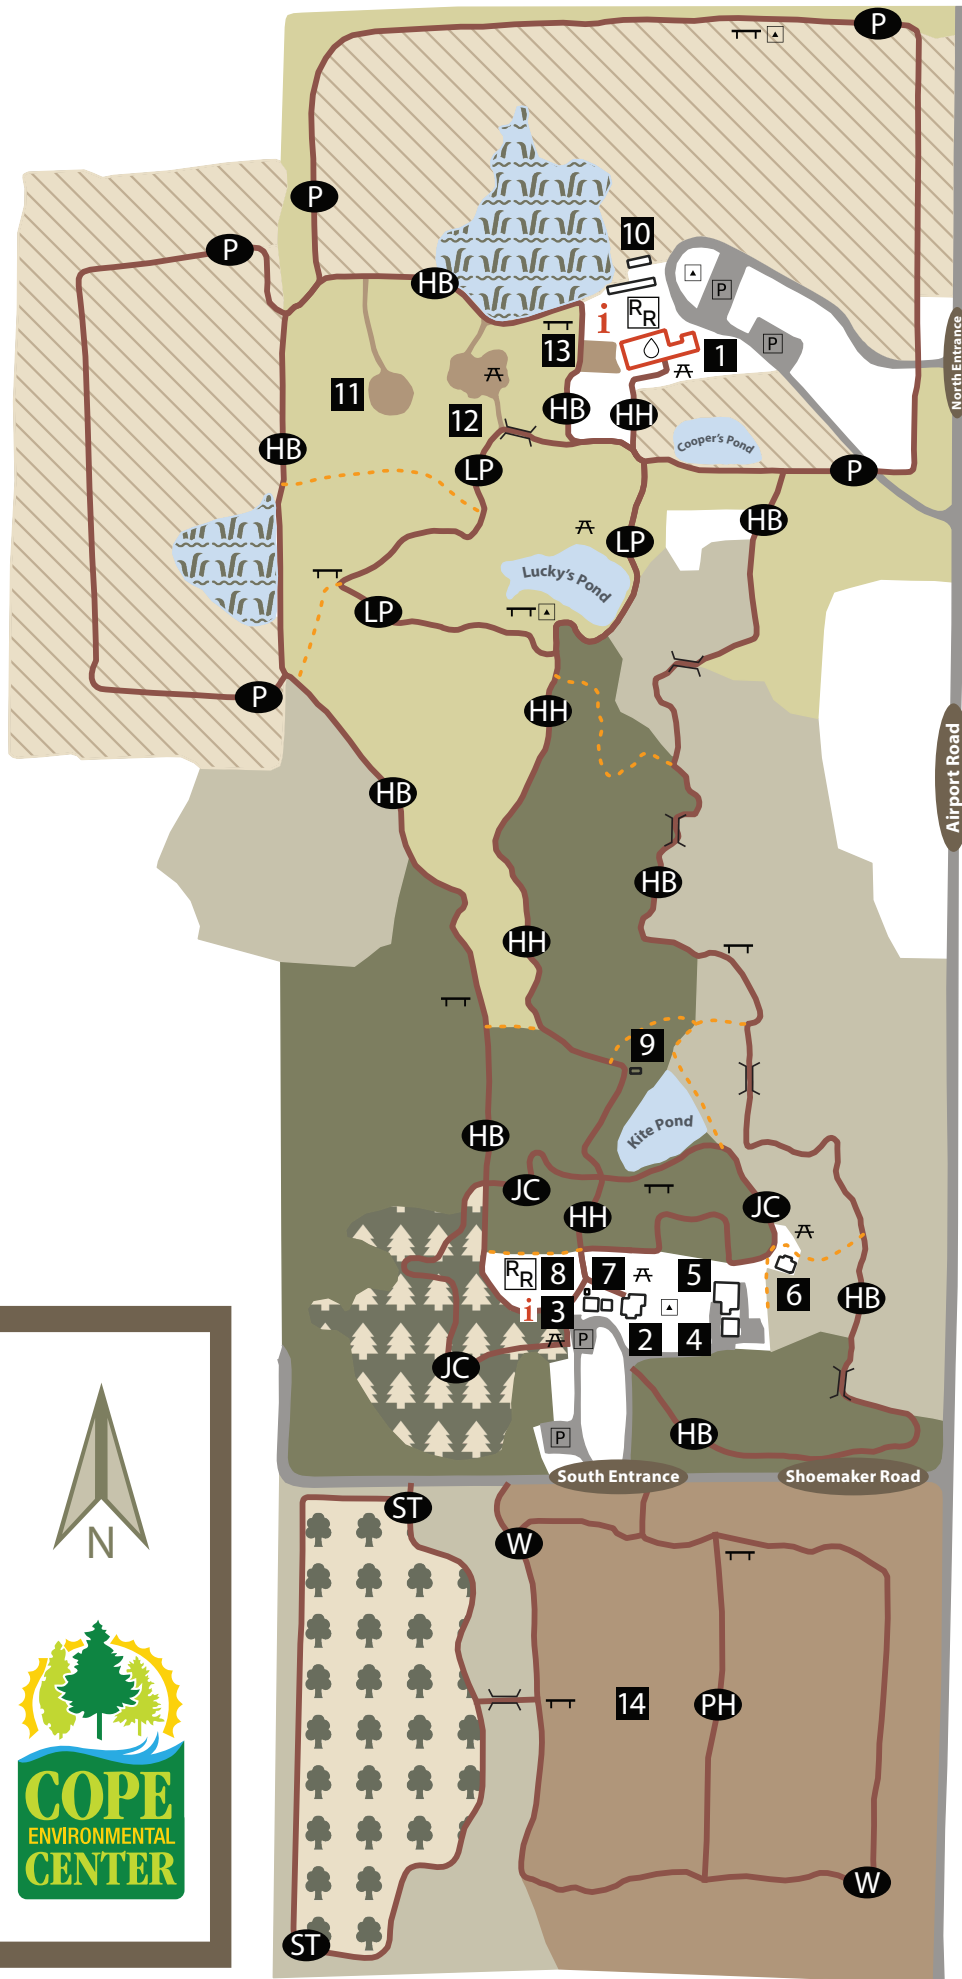 P
P
P
10
HB
P
i
RR
P
13
1
North Entrance
11
12
HB
HH
Cooper's Pond
HB
LP
P
HB
LP
Lucky's Pond
LP
P
HH
Airport Road
HB
HB
HH
9
Kite Pond
HB
JC
JC
HH
RR
8
7
5
6
i
3
2
4
HB
P
JC
HB
P
South Entrance
Shoemaker Road
ST
W
N
14
PH
COPE
ENVIRONMENTAL
CENTER
W
ST